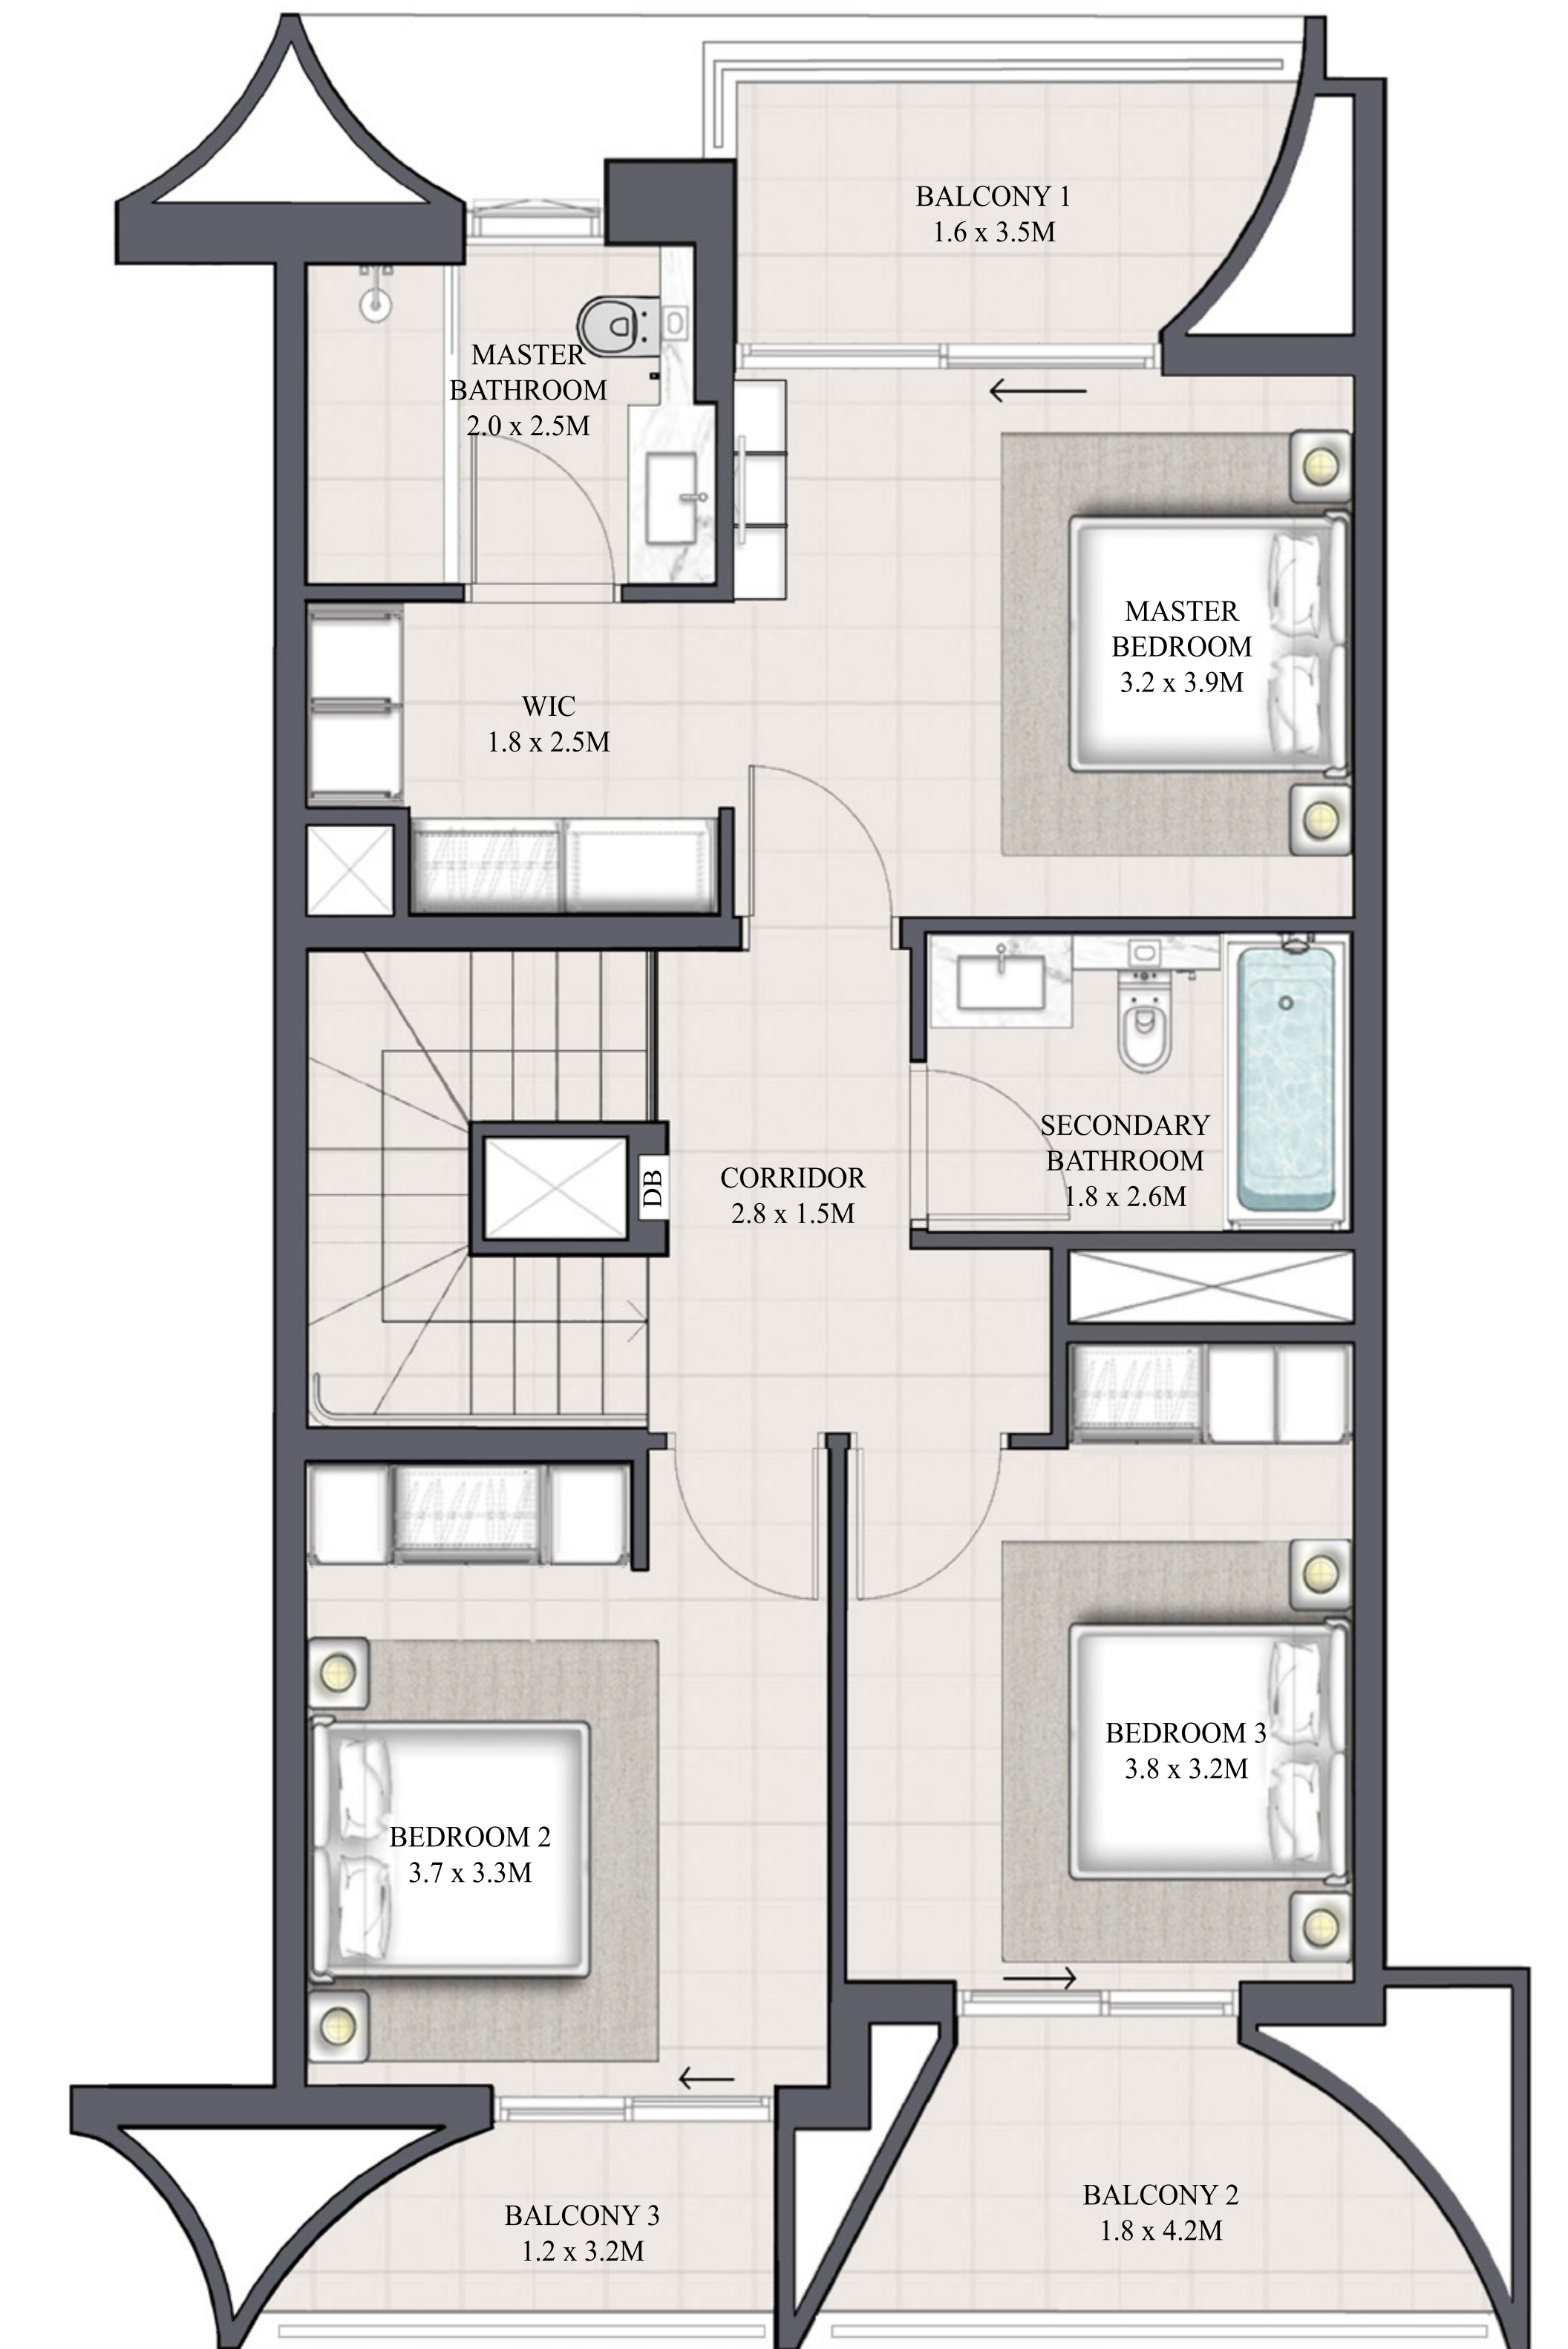 BALCONY 1
1.6 x 3.5M
MASTER
BATHROOM
2.0 x 2.5M
MASTER
BEDROOM
3.2 x 3.9M
WIC
1.8 x 2.5M
SECONDARY
BATHROOM
1.8 x 2.6M
DB
CORRIDOR
2.8 x 1.5M
BEDROOM 3
3.8 x 3.2M
BEDROOM 2
3.7 x 3.3M
BALCONY 2
1.8 x 4.2M
BALCONY 3
1.2 x 3.2M